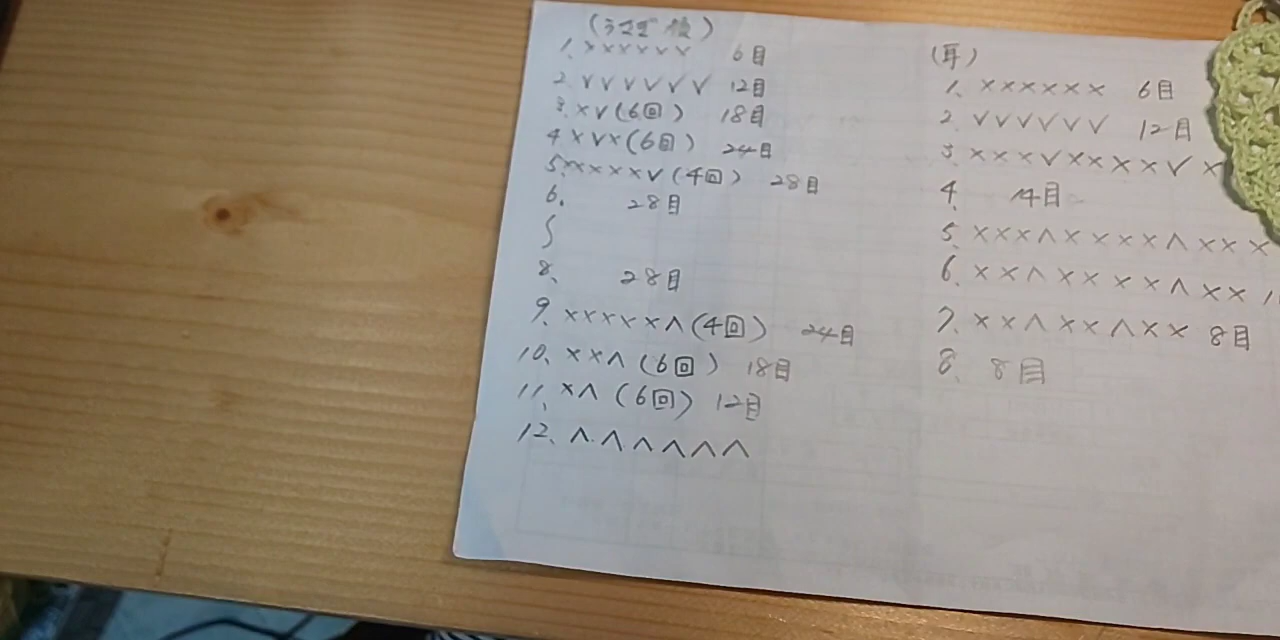 (うさぎ 後)
1. ×××××× 6目
2 ∨∨∨∨∨∨ 12目
3. ×∨(6回) 18目
4 ×∨×(6回) 24目
5. ×××××∨(4回) 28目
6. 28目
∫
8、 28目
9、×××××∧(4回) 24目
10、××∧(6回) 18目
11、×∧(6回) 12目
12、∧∧∧∧∧∧
(耳)
1、×××××× 6目
2、∨∨∨∨∨∨ 12目
3 ×××∨××××∨×
4、 14目
5、×××∧××××∧×××
6、××∧××××∧××
7、××∧××∧×× 8目
8、 8目